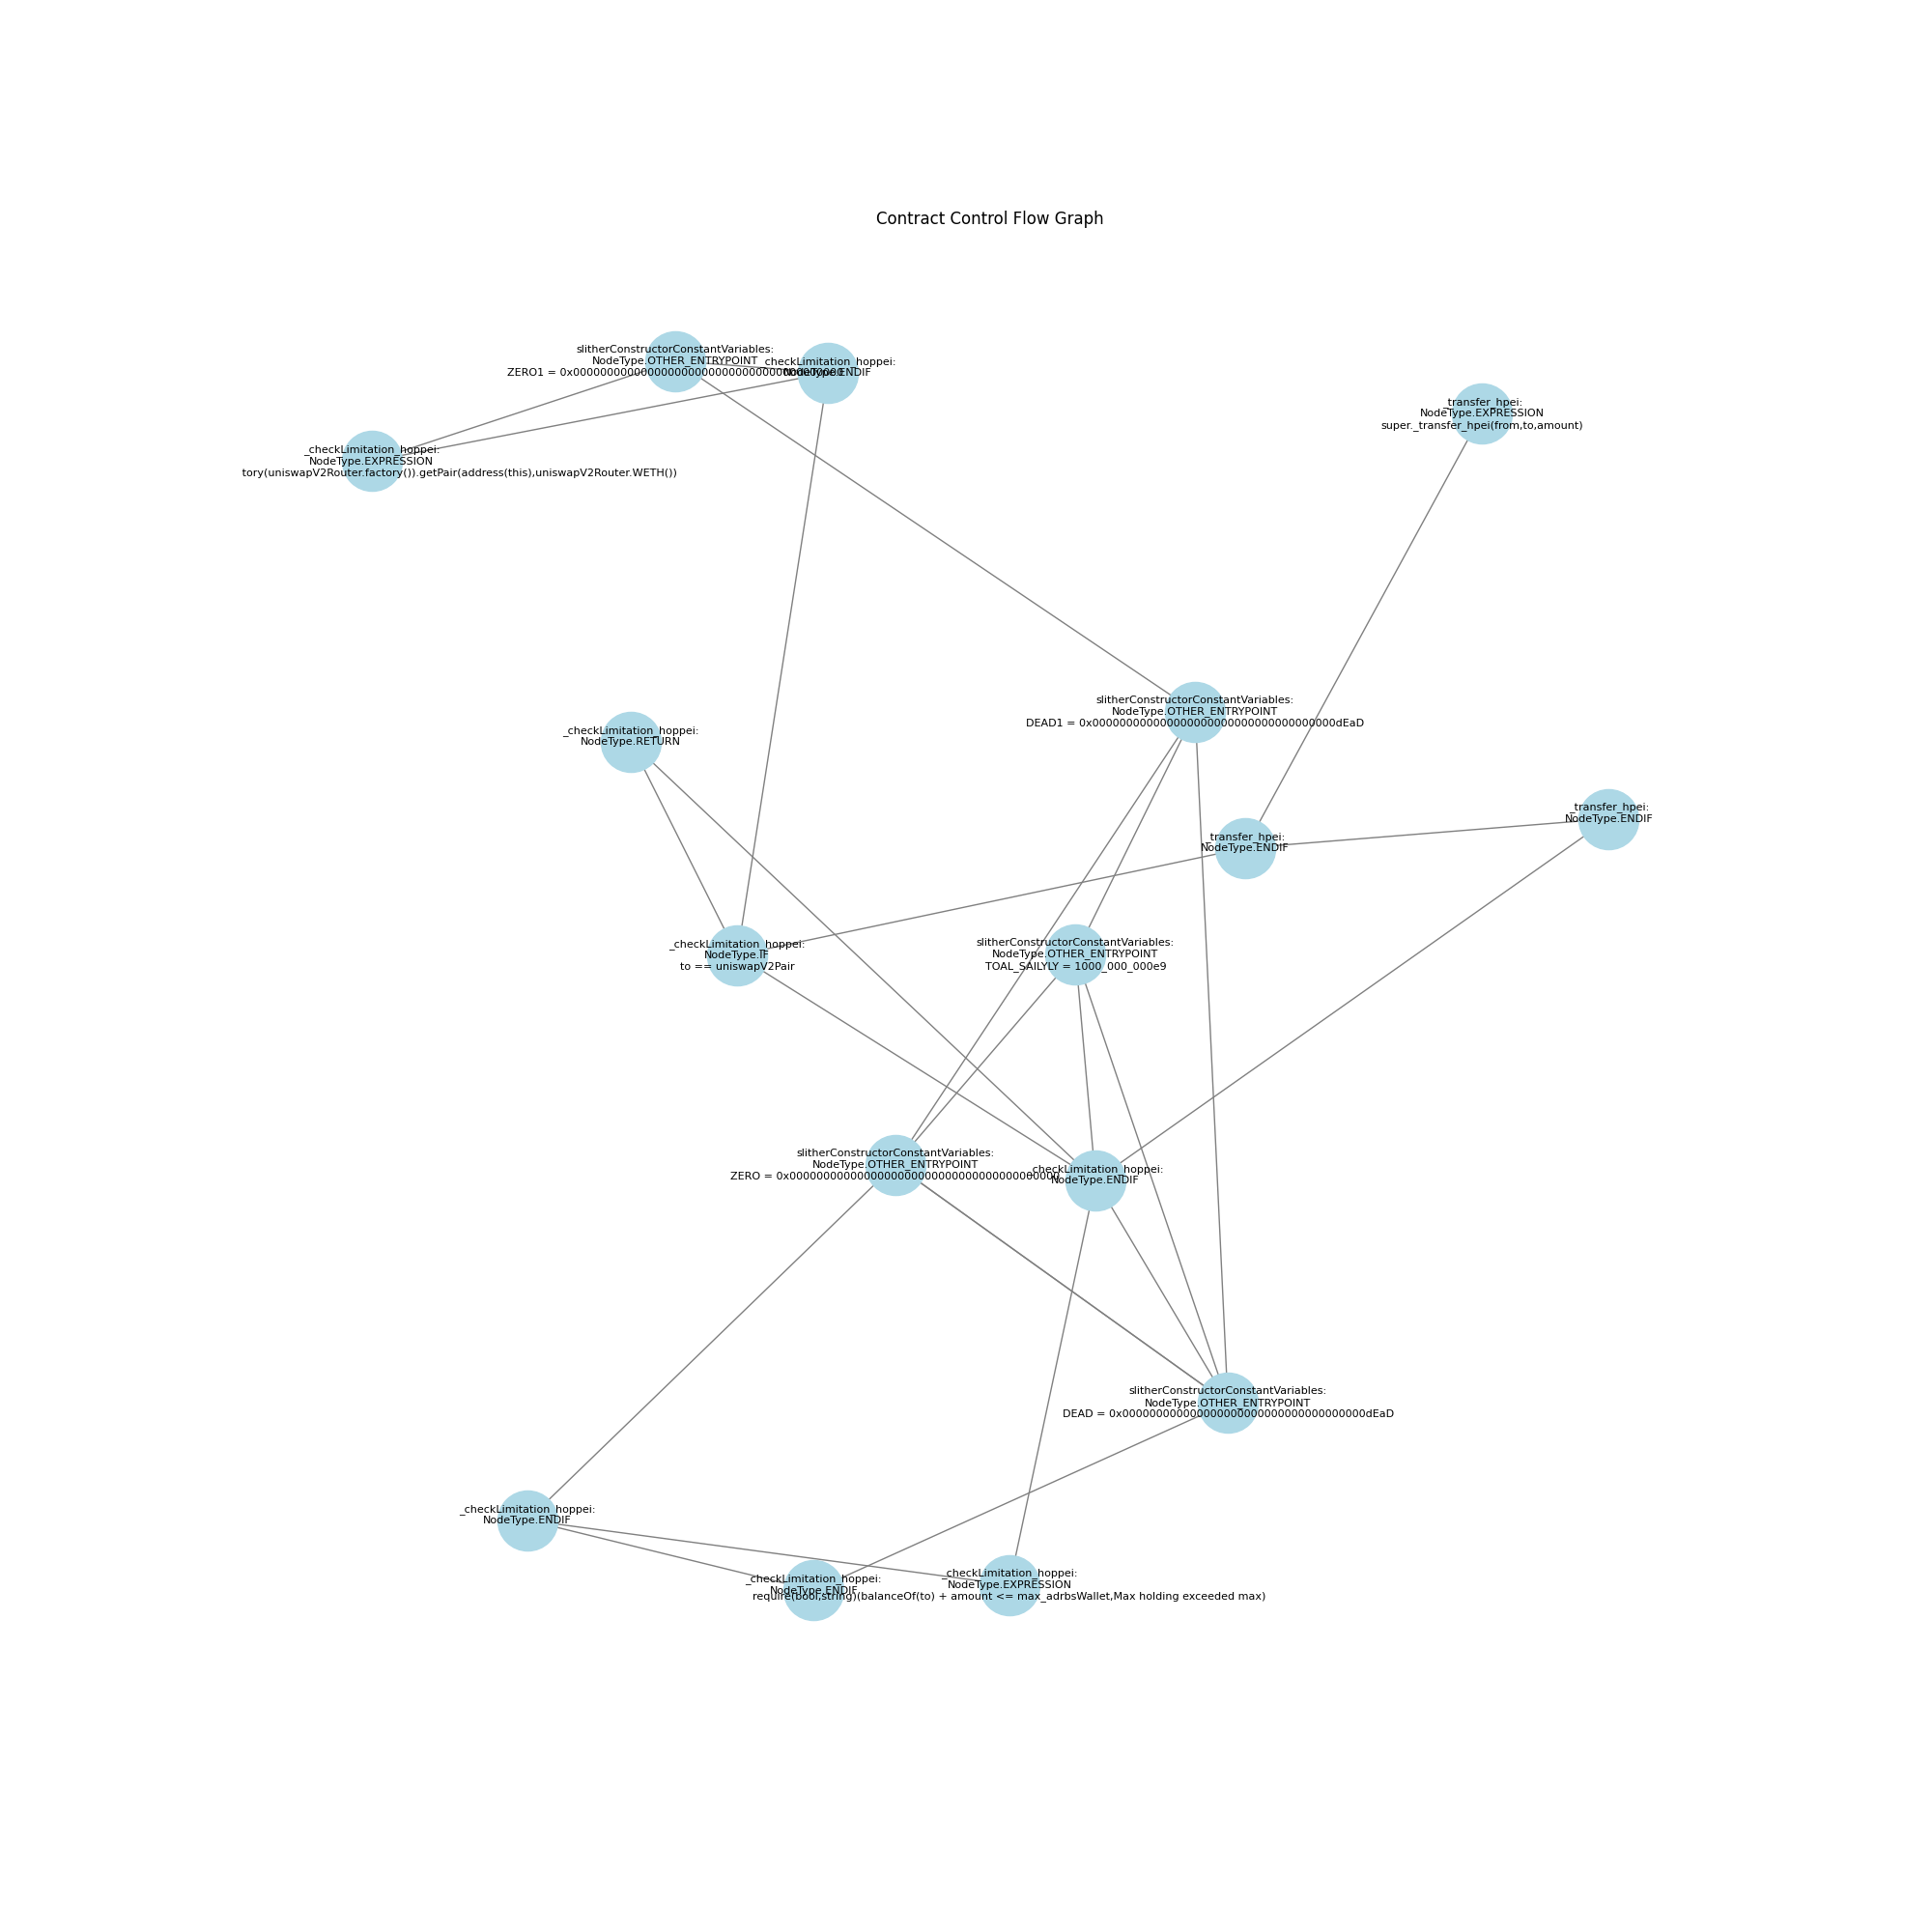 Contract Control Flow Graph
slitherConstructorConstantVariables:
NodeType.OTHER_ENTRYPOINT
ZERO1 =
_checkLimitation_hoppei:
NodeType.ENDIF
_transfer_hpei:
NodeType.EXPRESSION
super._transfer_hpei(from,to,amount)
_checkLimitation_hoppei:
NodeType.EXPRESSION
tory(uniswapV2Router.factory()).getPair(address(this),uniswapV2Router.WETH())
slitherConstructorConstantVariables:
NodeType.OTHER_ENTRYPOINT
DEAD1 = 0x000000000000000000000000000000000000dEaD
_checkLimitation_hoppei:
NodeType.RETURN
_transfer_hpei:
NodeType.ENDIF
_transfer_hpei:
NodeType.ENDIF
_checkLimitation_hoppei:
NodeType.IF
to == uniswapV2Pair
slitherConstructorConstantVariables:
NodeType.OTHER_ENTRYPOINT
TOAL_SAILYLY = 1000_000_000e9
slitherConstructorConstantVariables:
NodeType.OTHER_ENTRYPOINT
ZERO =
_checkLimitation_hoppei:
NodeType.ENDIF
slitherConstructorConstantVariables:
NodeType.OTHER_ENTRYPOINT
DEAD = 0x000000000000000000000000000000000000dEaD
_checkLimitation_hoppei:
NodeType.ENDIF
_checkLimitation_hoppei:
NodeType.ENDIF
_checkLimitation_hoppei:
NodeType.EXPRESSION
require(bool,string)(balanceOf(to) + amount <= max_adrbsWallet,Max holding exceeded max)